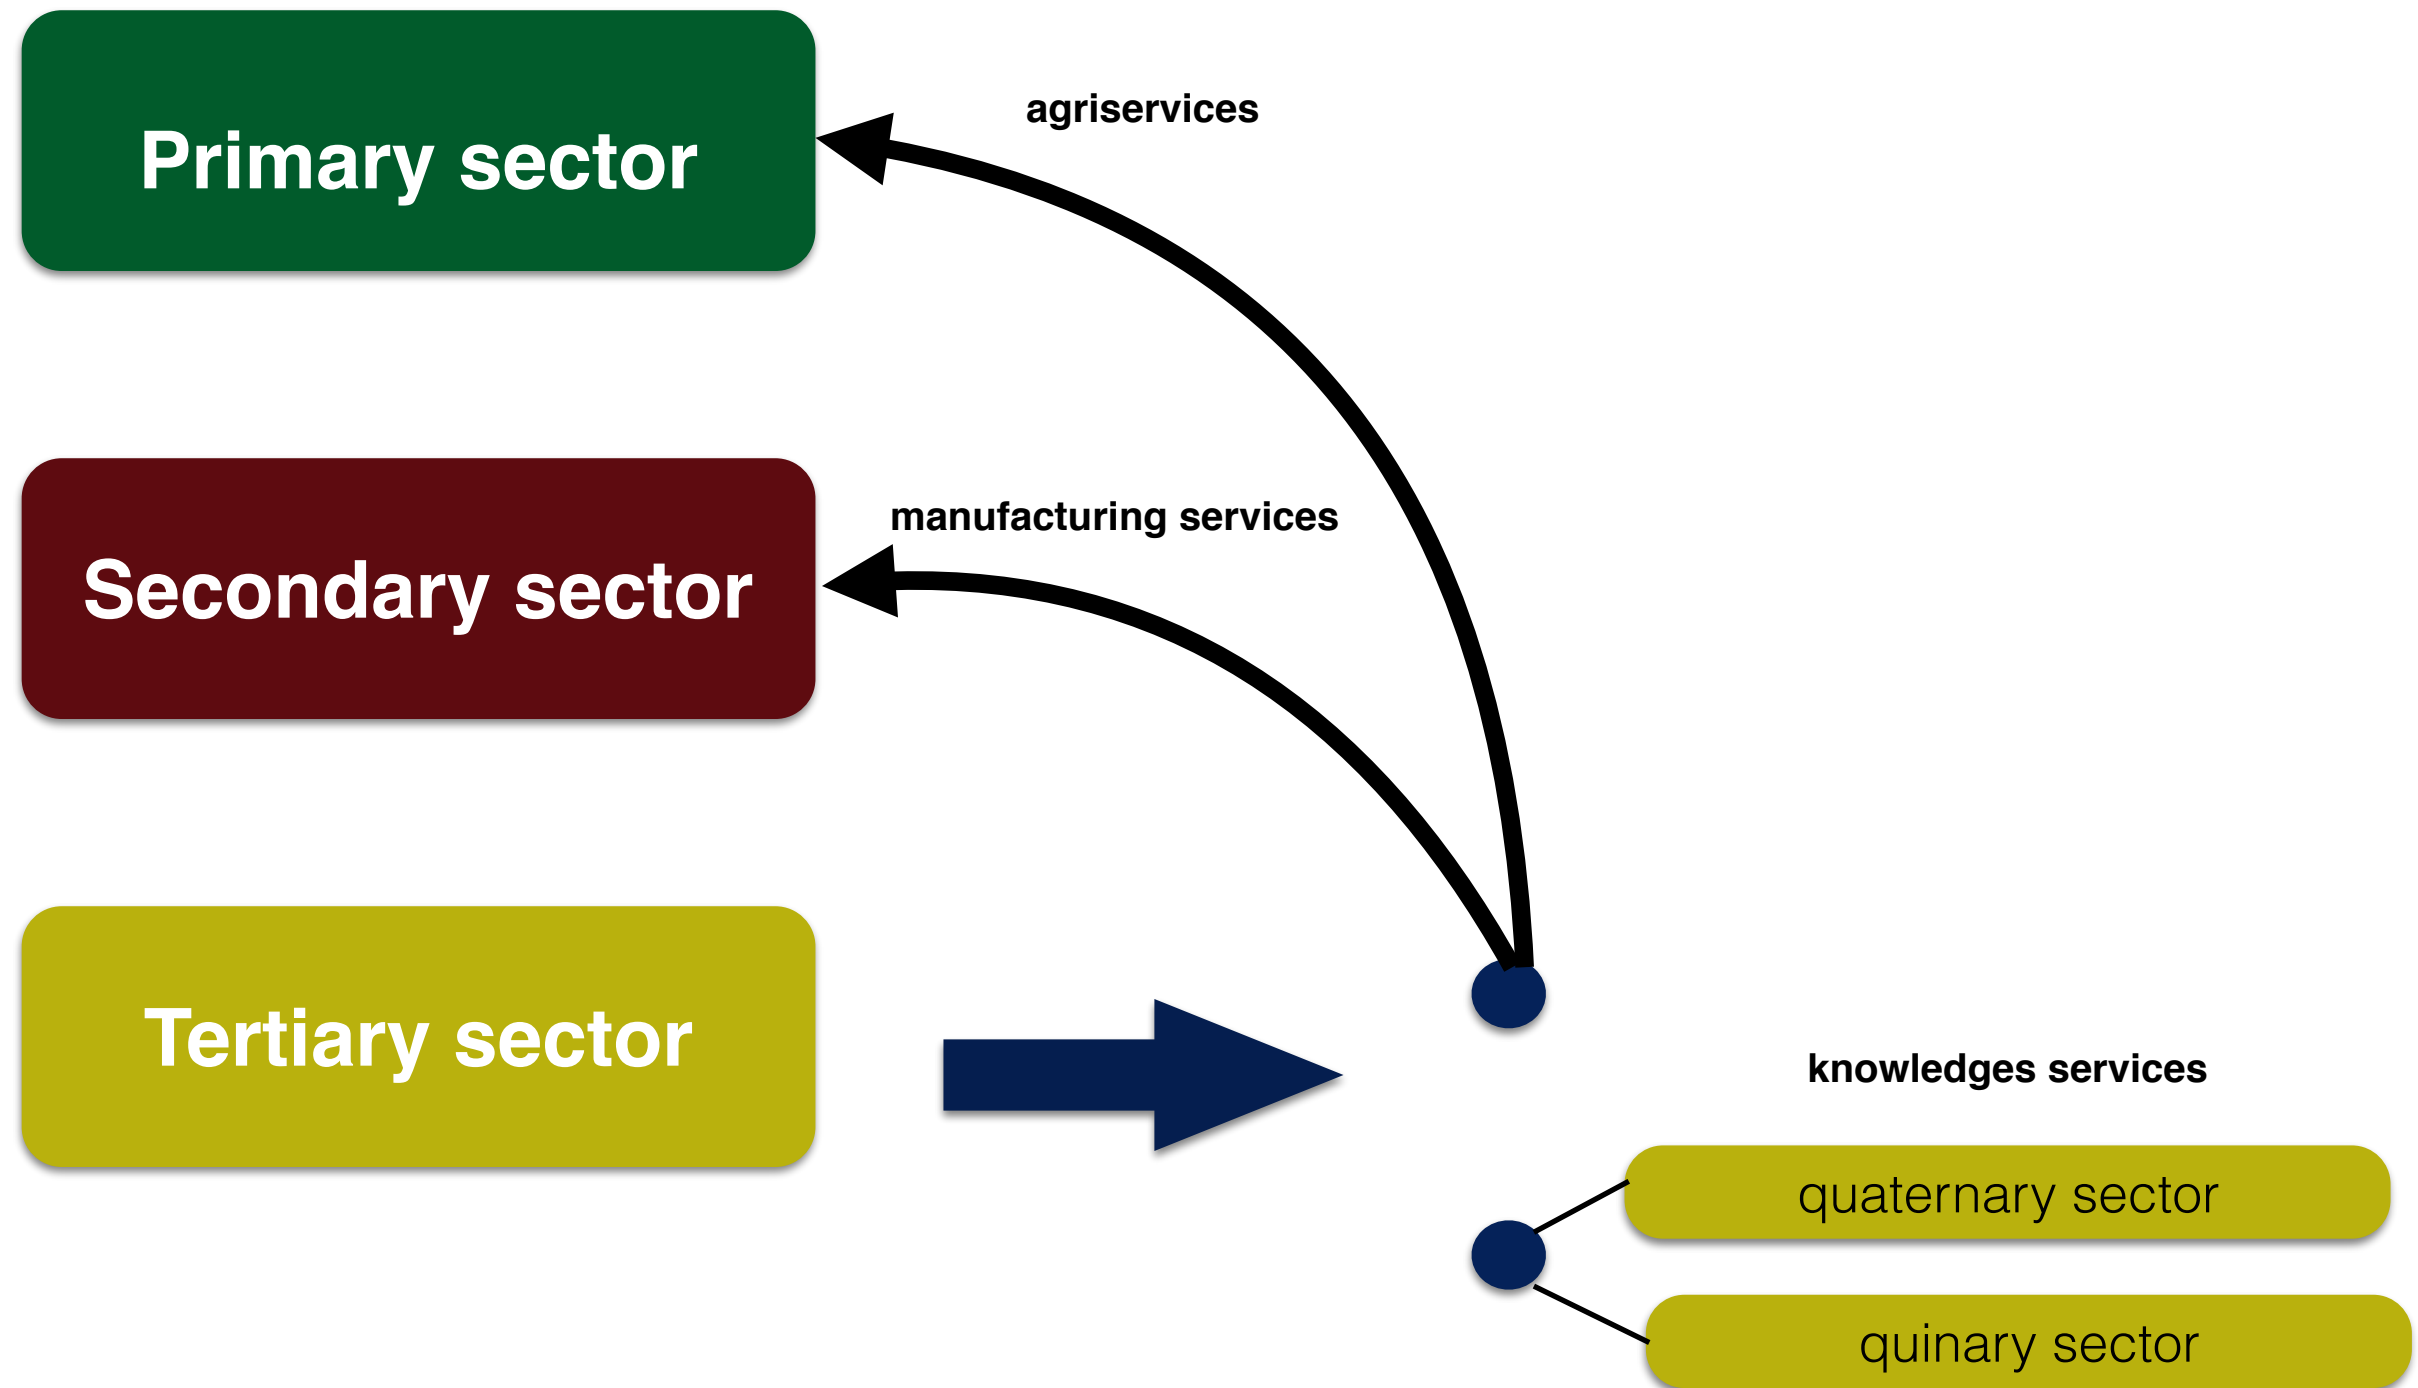 agriservices
Primary sector
manufacturing services
Secondary sector
Tertiary sector
knowledges services
quaternary sector
quinary sector